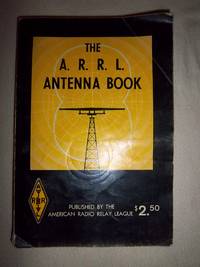 THE
A. R. R. L.
ANTENNA BOOK
PUBLISHED BY THE
AMERICAN RADIO RELAY LEAGUE
$2.50